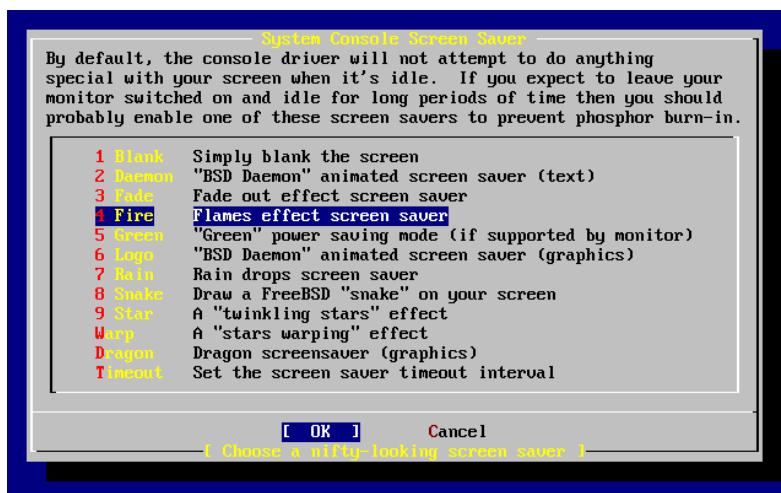 System Console Screen Saver
By default, the console driver will not attempt to do anything
special with your screen when it's idle.  If you expect to leave your
monitor switched on and idle for long periods of time then you should
probably enable one of these screen savers to prevent phosphor burn-in.
1 Blank Simply blank the screen
2 Daemon "BSD Daemon" animated screen saver (text)
3 Fade Fade out effect screen saver
4 Fire Flames effect screen saver
5 Green "Green" power saving mode (if supported by monitor)
6 Logo "BSD Daemon" animated screen saver (graphics)
7 Rain Rain drops screen saver
8 Snake Draw a FreeBSD "snake" on your screen
9 Star A "twinkling stars" effect
Warp A "stars warping" effect
Dragon Dragon screensaver (graphics)
Timeout Set the screen saver timeout interval
[ OK ] Cancel
[ Choose a nifty-looking screen saver ]